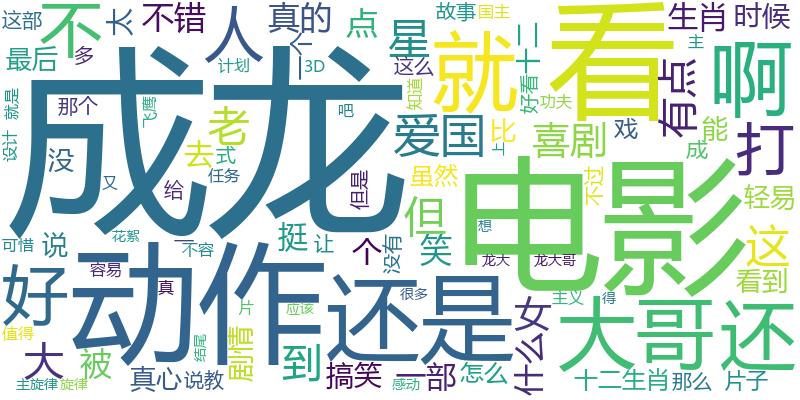 这部
太
不错
真的
点
星
故事
国主
生肖
时候
不
人
一个
3D
就
看
最后
多
计划
这么
知道
好看
十二
主
有点
啊
设计
就是
那个
飞鹰
成龙
吧
爱国
功夫
老
比
上
喜剧
戏
能
打
没
去
式
任务
但是
虽然
成
不过
轻易
又
给
电影
但
可惜
说
花絮
一
不容
挺
让
个
没有
笑
想
龙天
龙大哥
这
看到
好
动作
容易
真
还是
很多
主义
得
大哥
还
值得
片
应该
什么
女
大
被
结尾
剧情
到
主旋律
旋律
真心
说教
搞笑
感动
一部
怎么
十二生肖
那么
片子